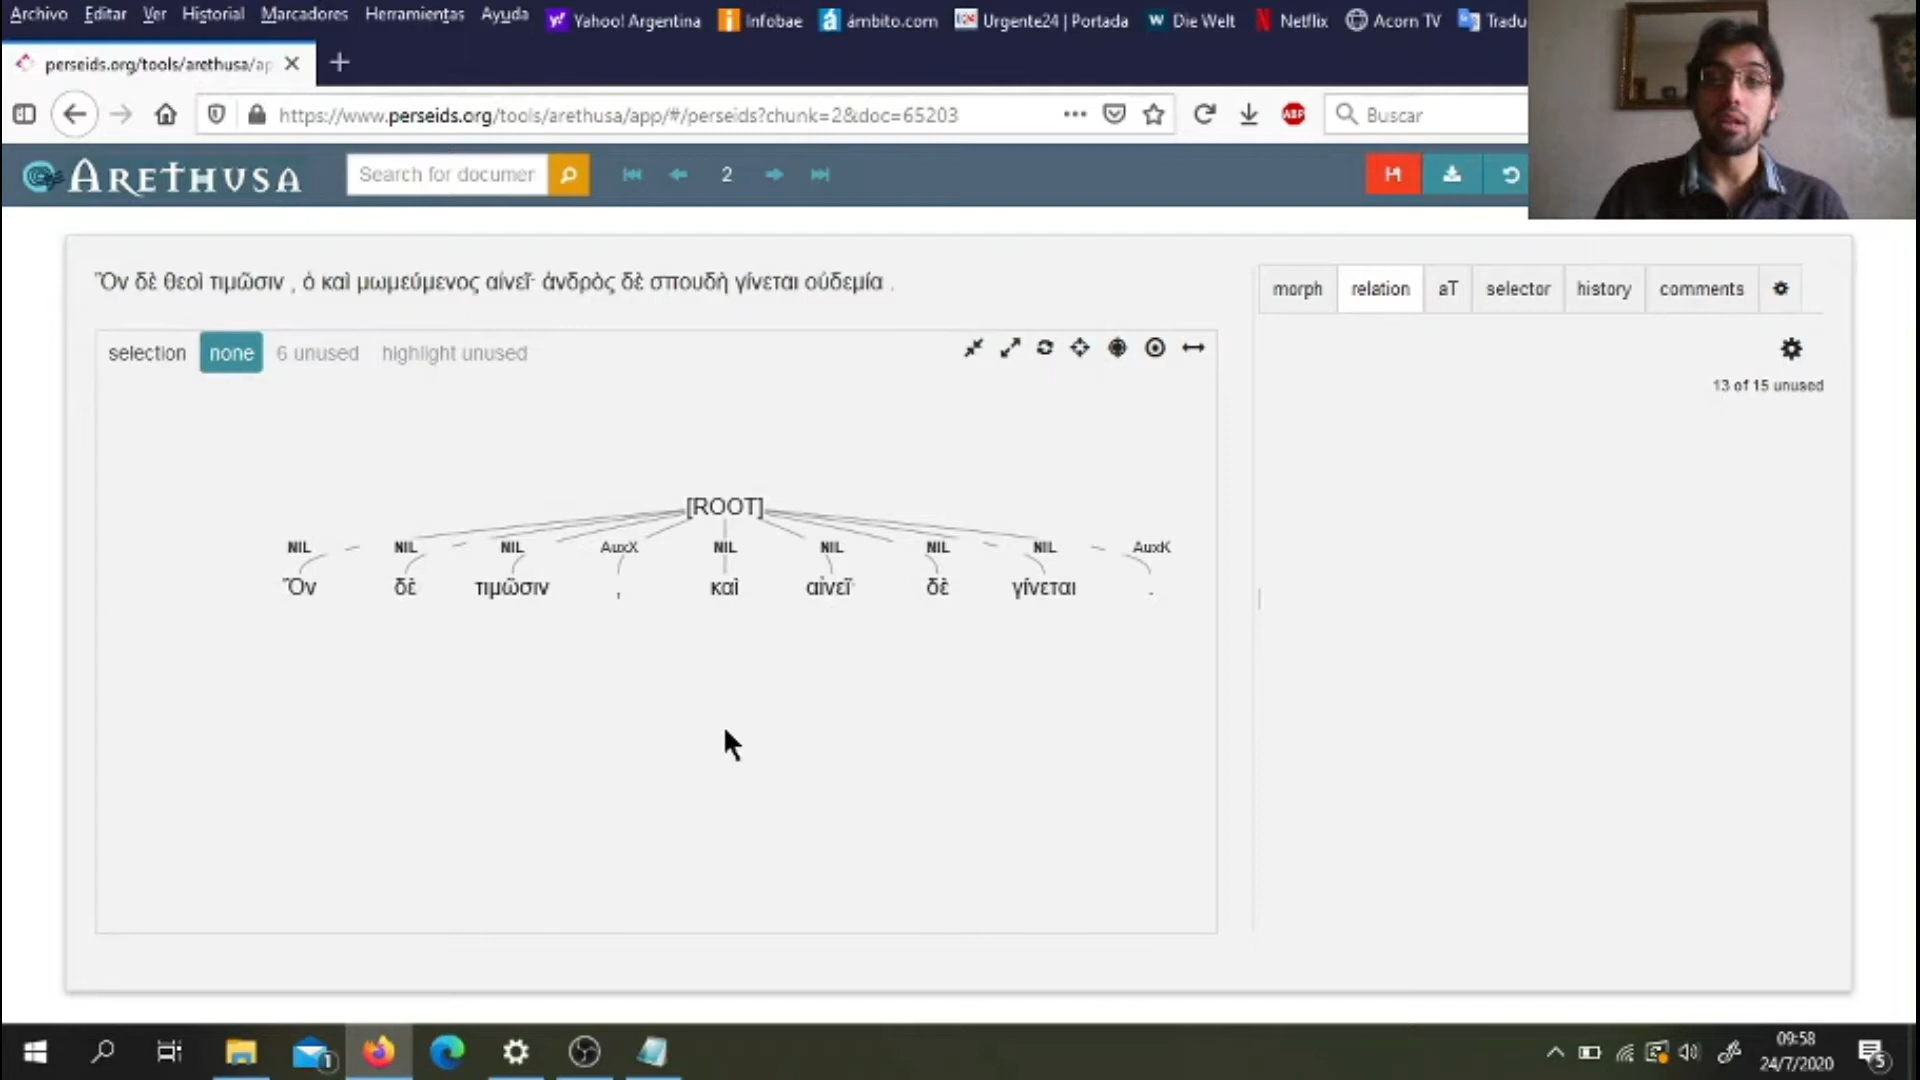 Archivo Editar Ver Historial Marcadores Herramientas Ayuda Yahoo! Argentina Infobae ámbito.com Urgente24 | Portada Die Welt Netflix Acorn TV Tradu
perseids.org/tools/arethusa/ap
https://www.perseids.org/tools/arethusa/app/#/perseids?chunk=2&doc=65203 ABP Buscar
ARETHUSA Search for documen 2
Ὃν δὲ θεοὶ τιμῶσιν , ὁ καὶ μωμεύμενος αἰνεῖ· ἀνδρὸς δὲ σπουδὴ γίνεται οὐδεμία .
morph relation aT selector history comments
selection none 6 unused highlight unused
13 of 15 unused
[ROOT]
NIL NIL NIL AuxX NIL NIL NIL NIL AuxK
Ὃν δὲ τιμῶσιν , καὶ αἰνεῖ· δὲ γίνεται .
09:58
24/7/2020
1
5